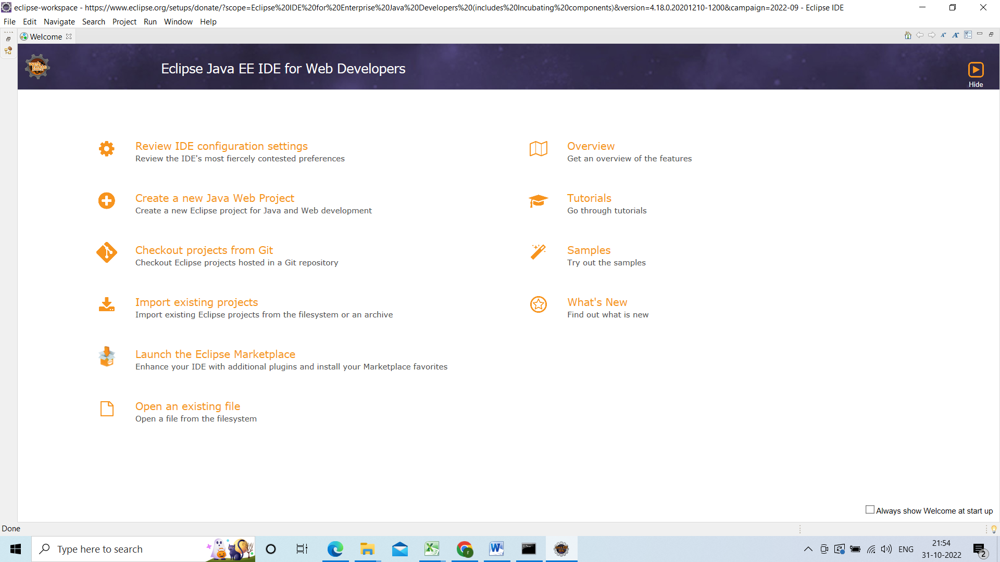 eclipse-workspace - https://www.eclipse.org/setups/donate/?scope=Eclipse%20IDE%20for%20Enterprise%20Java%20Developers%20(includes%20Incubating%20components)&version=4.18.0.20201210-1200&campaign=2022-09 - Eclipse IDE
File Edit Navigate Search Project Run Window Help
Welcome
Eclipse Java EE IDE for Web Developers
Hide
Review IDE configuration settings
Review the IDE's most fiercely contested preferences
Overview
Get an overview of the features
Create a new Java Web Project
Create a new Eclipse project for Java and Web development
Tutorials
Go through tutorials
Checkout projects from Git
Checkout Eclipse projects hosted in a Git repository
Samples
Try out the samples
Import existing projects
Import existing Eclipse projects from the filesystem or an archive
What's New
Find out what is new
Launch the Eclipse Marketplace
Enhance your IDE with additional plugins and install your Marketplace favorites
Open an existing file
Open a file from the filesystem
Always show Welcome at start up
Done
Type here to search
ENG
21:54
31-10-2022
2